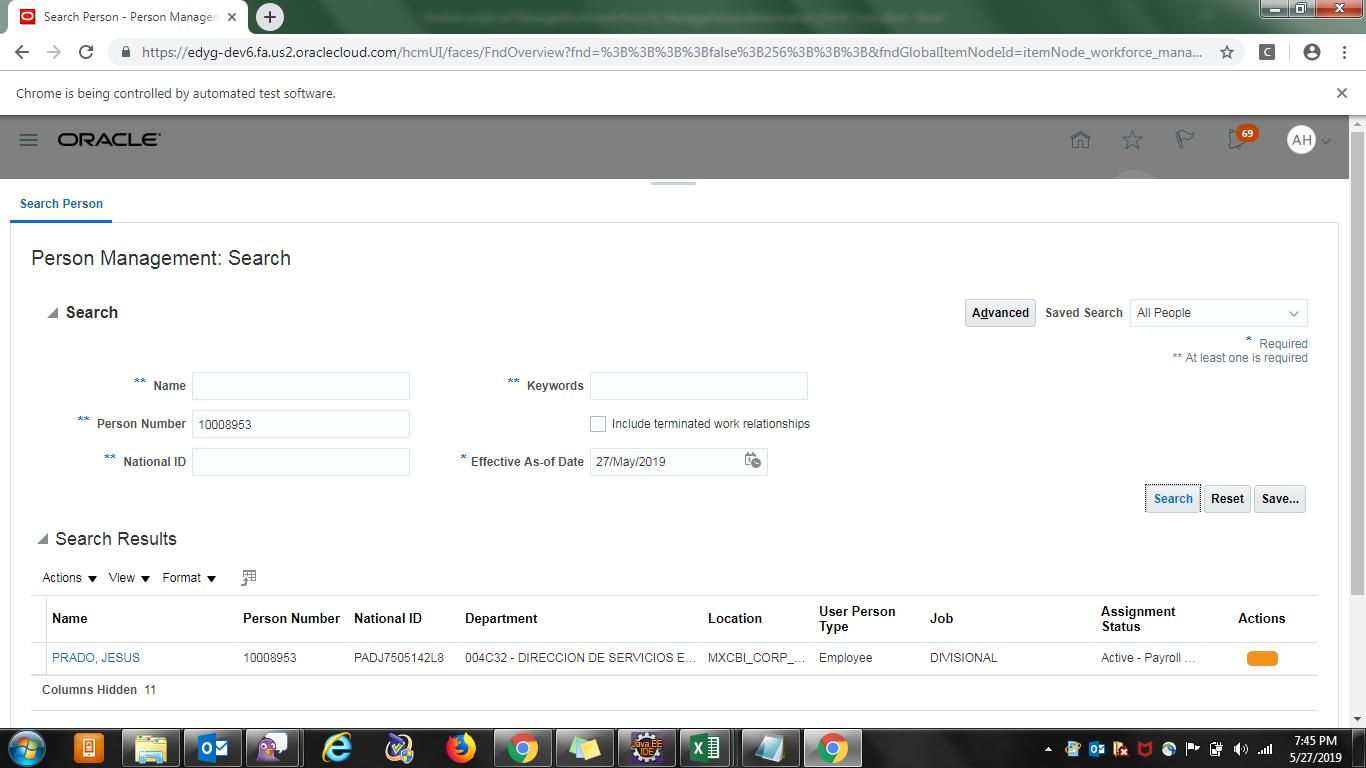 Search Person - Person Managen
https://edyg-dev6.fa.us2.oraclecloud.com/hcmUI/faces/FndOverview?fnd=%3B%3B%3B%3Bfalse%3B256%3B%3B%3B&fndGlobalItemNodeId=itemNode_workforce_mana...
C
Chrome is being controlled by automated test software.
ORACLE
69
AH
Search Person
Person Management: Search
Search
Advanced Saved Search All People
* Required
** At least one is required
** Name
** Keywords
** Person Number 10008953
Include terminated work relationships
** National ID
* Effective As-of Date 27/May/2019
Search Reset Save...
Search Results
Actions View Format
Name Person Number National ID Department Location User Person Type Job Assignment Status Actions
PRADO, JESUS 10008953 PADJ7505142L8 004C32 - DIRECCION DE SERVICIOS E... MXCBI_CORP_... Employee DIVISIONAL Active - Payroll ...
Columns Hidden 11
Java EE
IDE
7:45 PM
5/27/2019